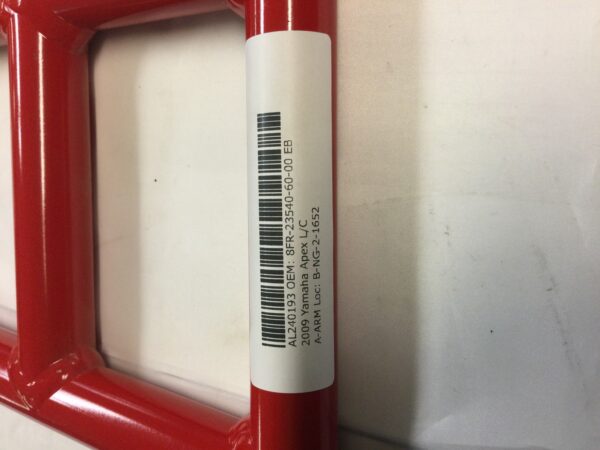 AL240193 OEM: 8FR-23540-60-00 EB
2009 Yamaha Apex L/C
A-ARM Loc: B-NG-2-1652